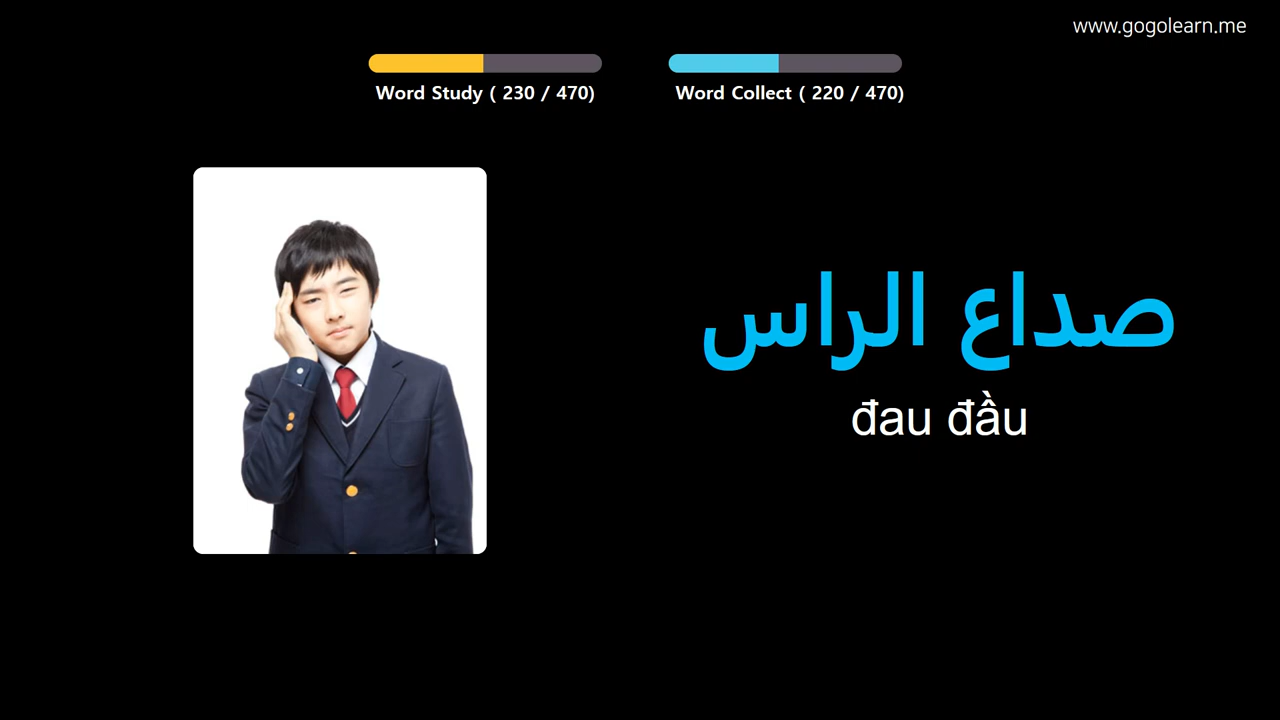 www.gogolearn.me
Word Study ( 230 / 470)
Word Collect ( 220 / 470)
صداع الراس
đau đầu